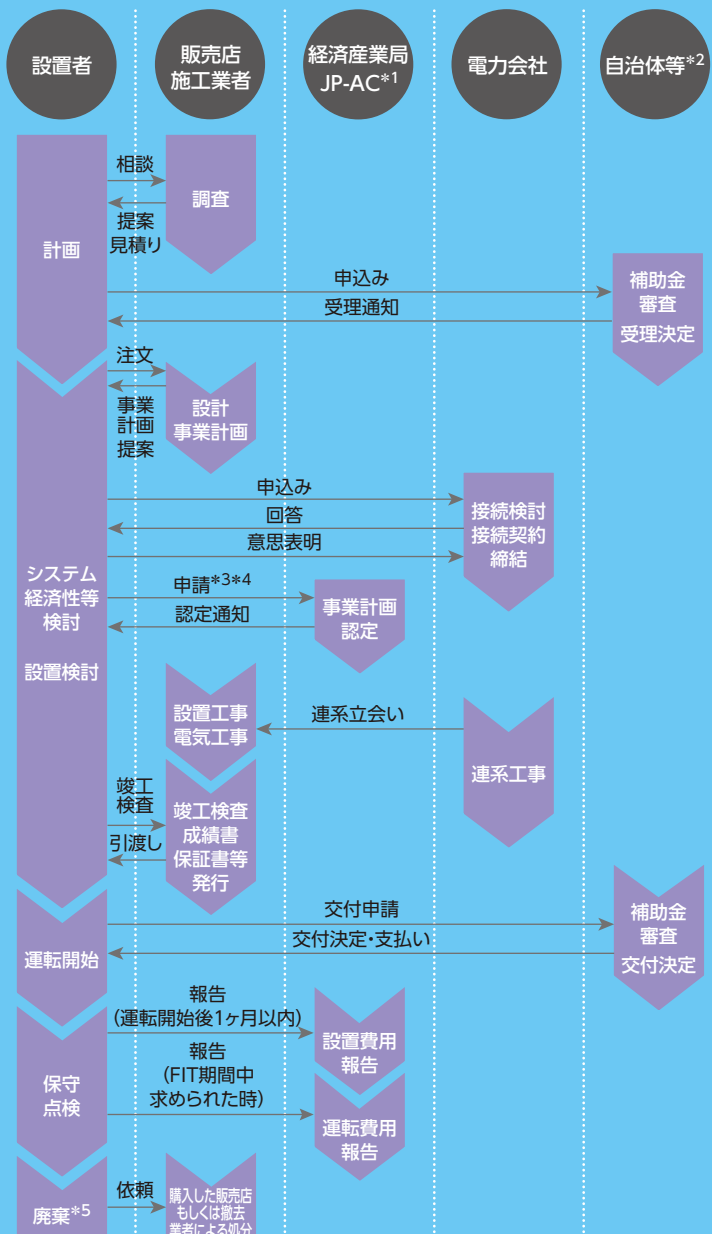 設置者
販売店
施工業者
経済産業局
JP-AC*1
電力会社
自治体等*2
計画
相談
提案
見積り
調査
申込み
受理通知
補助金
審査
受理決定
注文
事業
計画
提案
設計
事業計画
申込み
回答
意思表明
接続検討
接続契約
締結
システム
経済性等
検討
設置検討
申請*3*4
認定通知
事業計画
認定
設置工事
電気工事
連系立会い
連系工事
竣工
検査
引渡し
竣工検査
成績書
保証書等
発行
運転開始
交付申請
交付決定・支払い
補助金
審査
交付決定
保守
点検
報告
(運転開始後1ヶ月以内)
設置費用
報告
報告
(FIT期間中
求められた時)
運転費用
報告
廃棄*5
依頼
購入した販売店
もしくは撤去
業者による処分